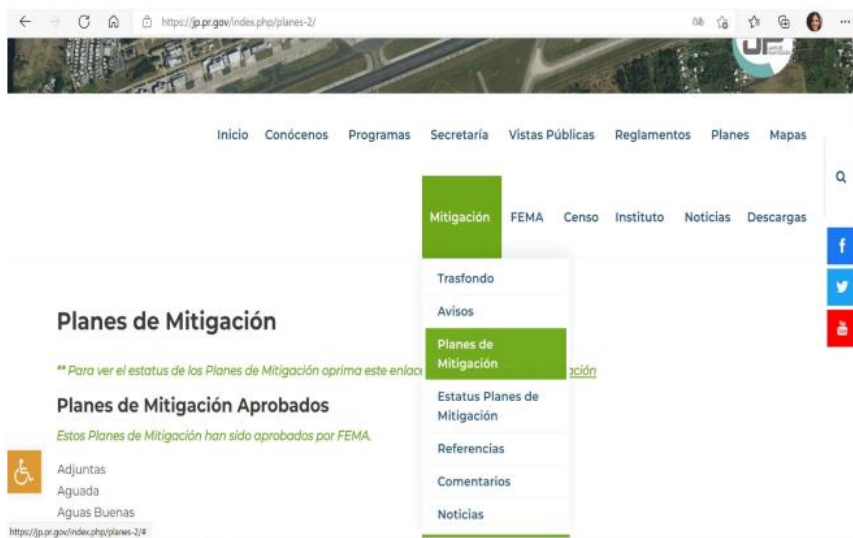 https://jp.pr.gov/index.php/planes-2/
Inicio Conócenos Programas Secretaría Vistas Públicas Reglamentos Planes Mapas
Mitigación FEMA Censo Instituto Noticias Descargas
Trasfondo
Avisos
Planes de
Mitigación
Estatus Planes de
Mitigación
Referencias
Comentarios
Noticias
Planes de Mitigación
** Para ver el estatus de los Planes de Mitigación oprima este
Planes de Mitigación Aprobados
Estos Planes de Mitigación han sido aprobados por FEMA.
Adjuntas
Aguada
Aguas Buenas
https://jp.pr.gov/index.php/planes-2/#